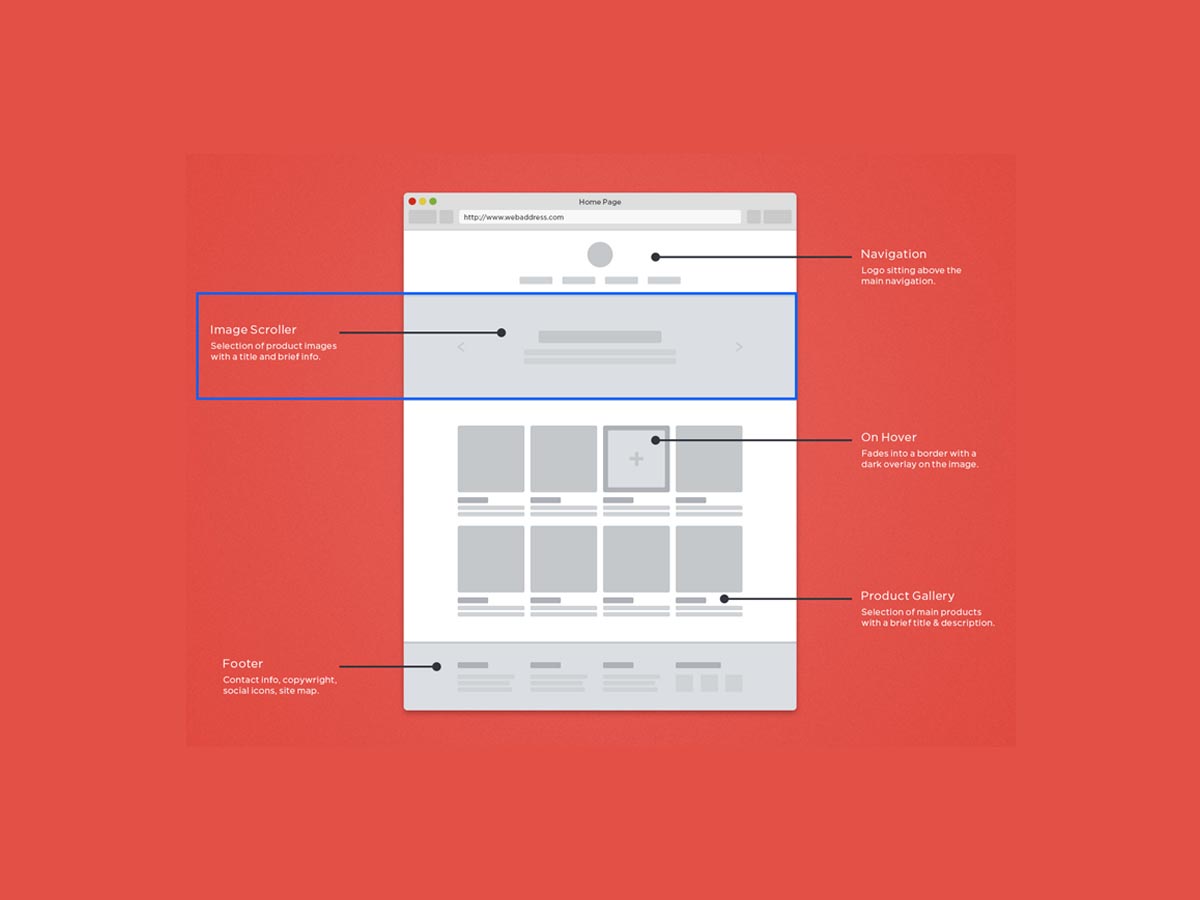 Home Page
http://www.webaddress.com
Navigation
Logo sitting above the
main navigation.
Image Scroller
Selection of product images
with a title and brief info.
On Hover
Fades into a border with a
dark overlay on the image.
Product Gallery
Selection of main products
with a brief title & description.
Footer
Contact info, copywright,
social icons, site map.